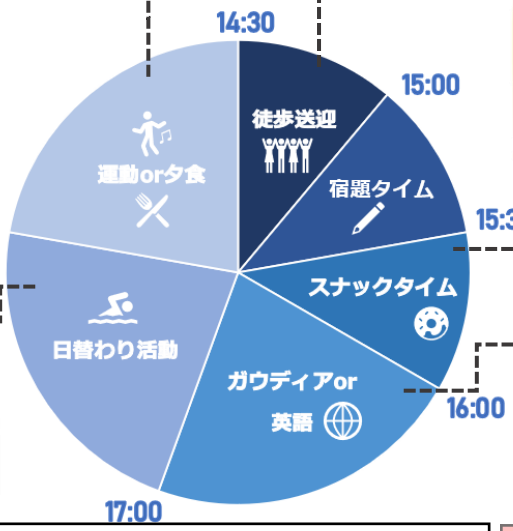 14:30
徒歩送迎
15:00
宿題タイム
スナックタイム
16:00
ガウディアor
英語
17:00
日替わり活動
運動or夕食